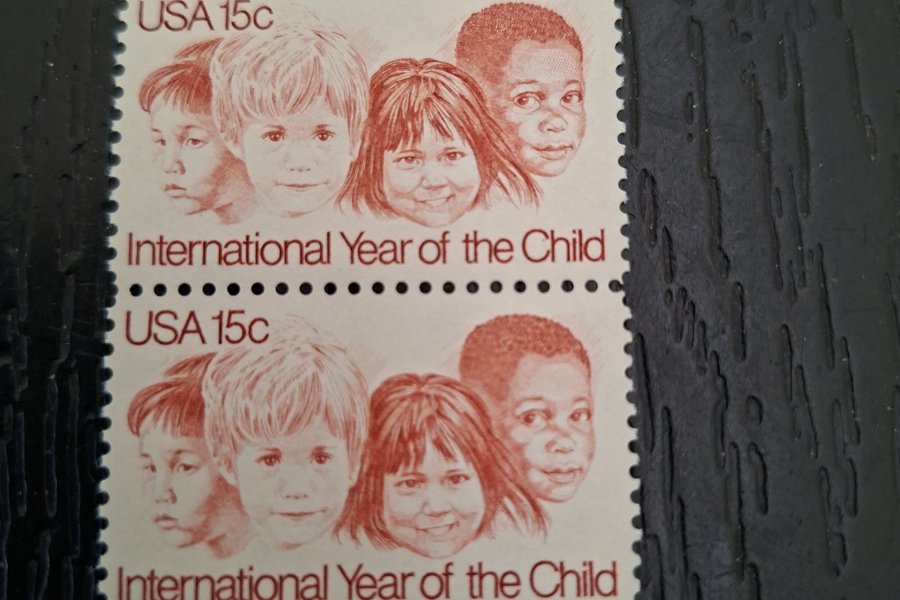 USA 15c
International Year of the Child
USA 15c
International Year of the Child